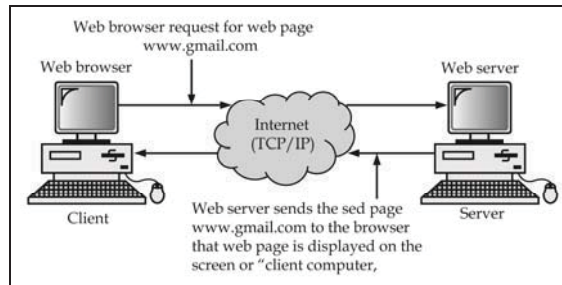 Web browser request for web page
www.gmail.com
Web browser
Web server
Internet
(TCP/IP)
Client
Server
Web server sends the sed page
www.gmail.com to the browser
that web page is displayed on the
screen or “client computer,